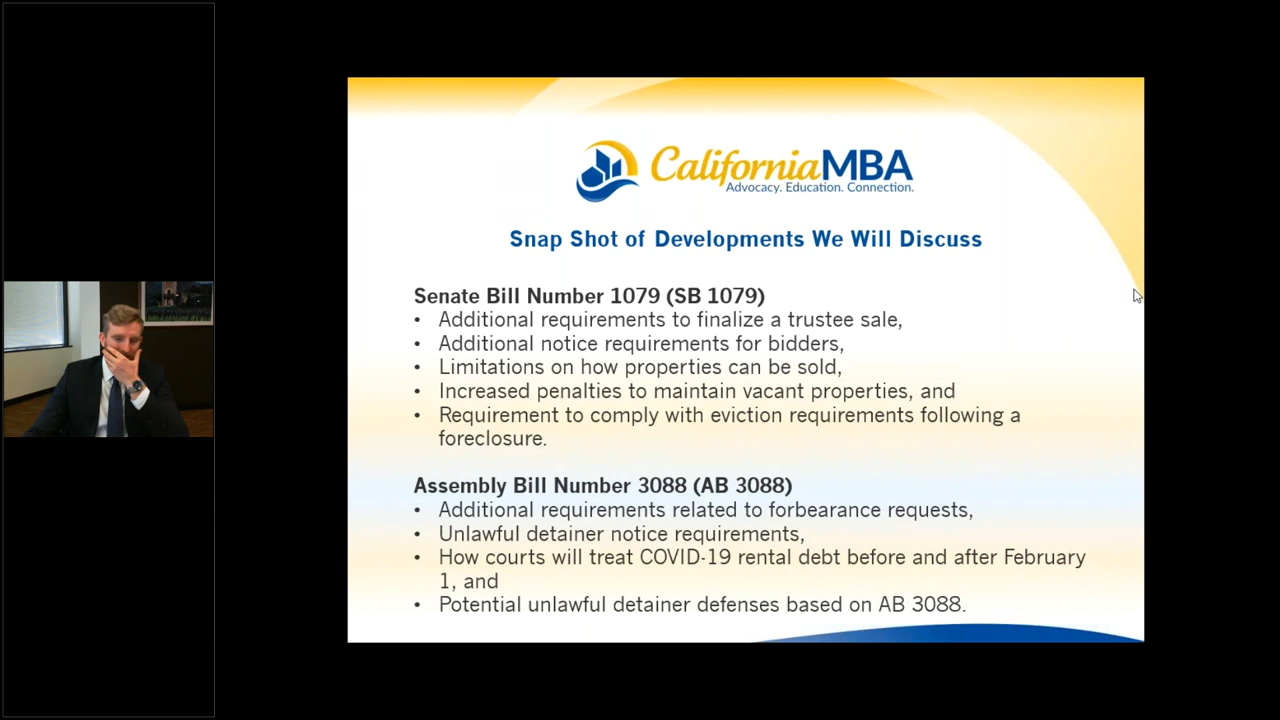 CaliforniaMBA
Advocacy. Education. Connection.
Snap Shot of Developments We Will Discuss
Senate Bill Number 1079 (SB 1079)
• Additional requirements to finalize a trustee sale,
• Additional notice requirements for bidders,
• Limitations on how properties can be sold,
• Increased penalties to maintain vacant properties, and
• Requirement to comply with eviction requirements following a
foreclosure.
Assembly Bill Number 3088 (AB 3088)
• Additional requirements related to forbearance requests,
• Unlawful detainer notice requirements,
• How courts will treat COVID-19 rental debt before and after February
1, and
• Potential unlawful detainer defenses based on AB 3088.